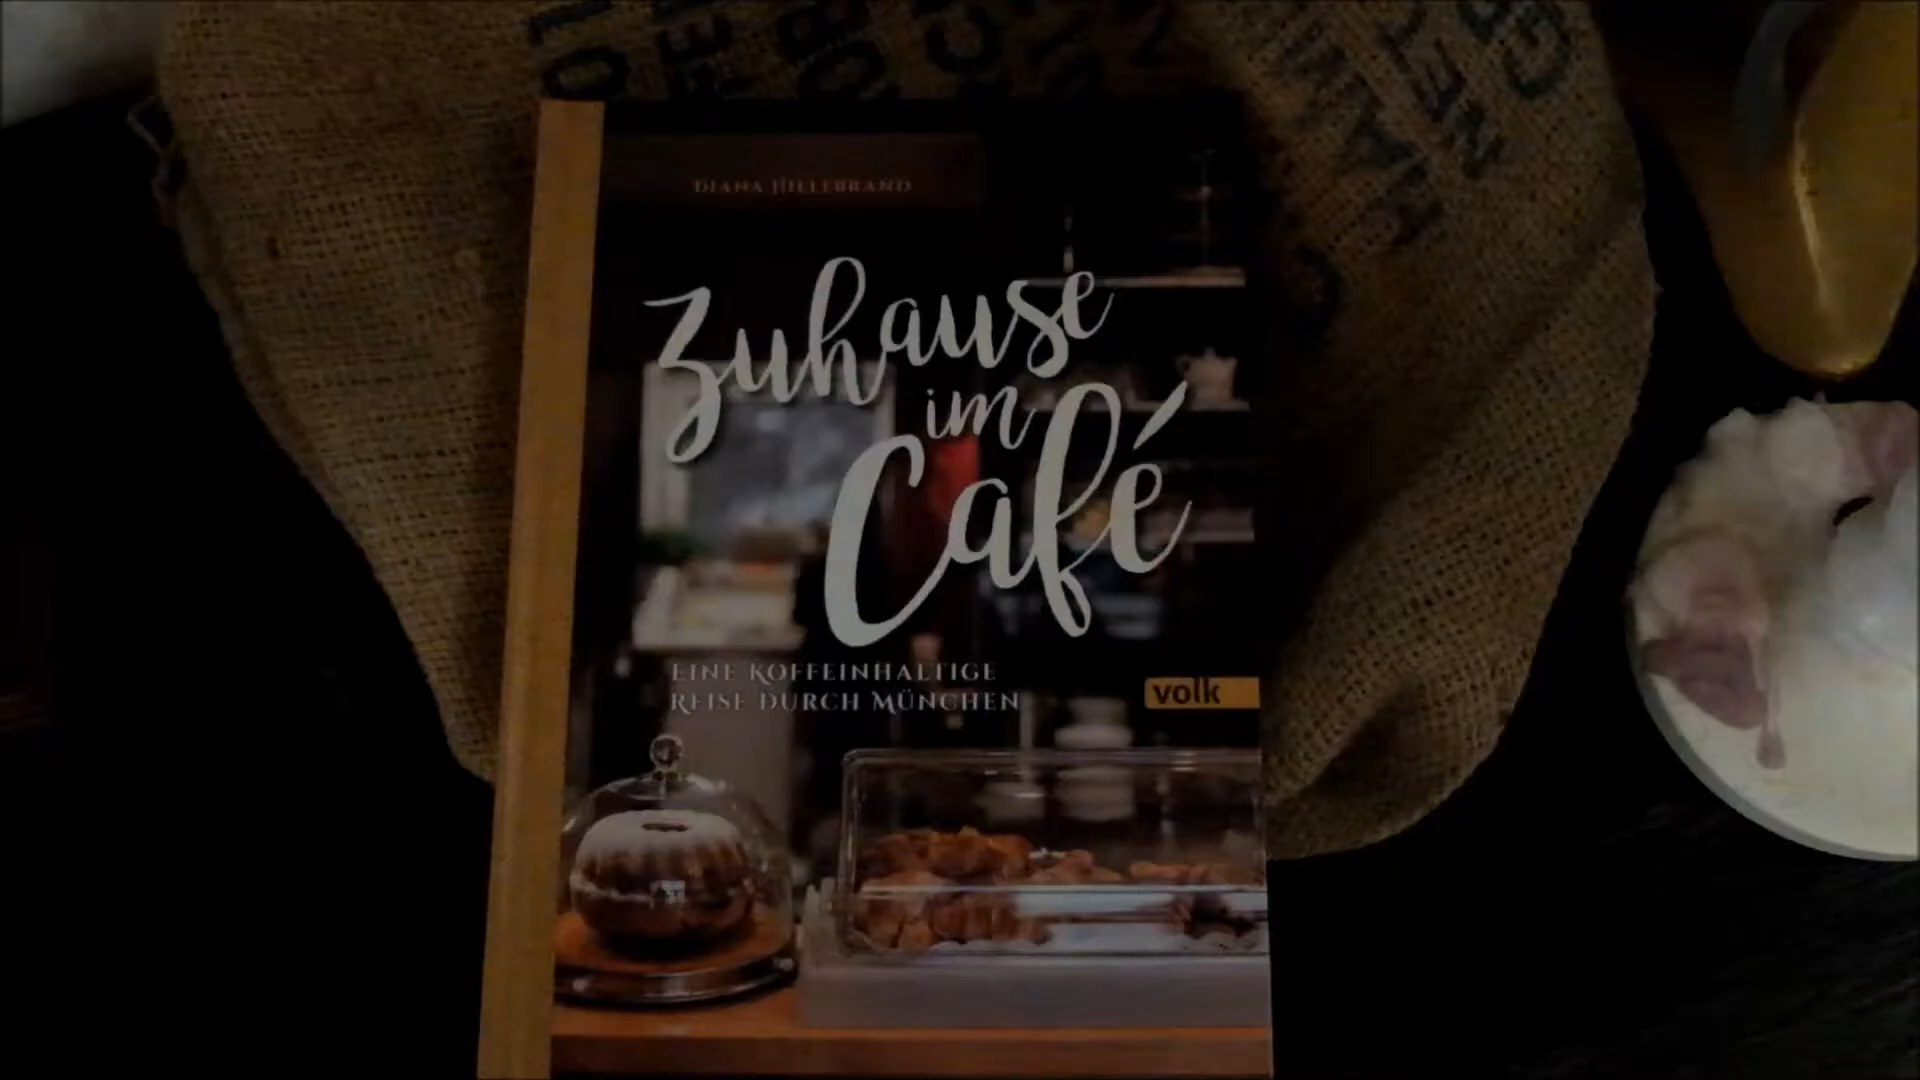 DIANA HILLEBRAND
Zuhause
im
Café
EINE KOFFEINHALTIGE
REISE DURCH MÜNCHEN
volk